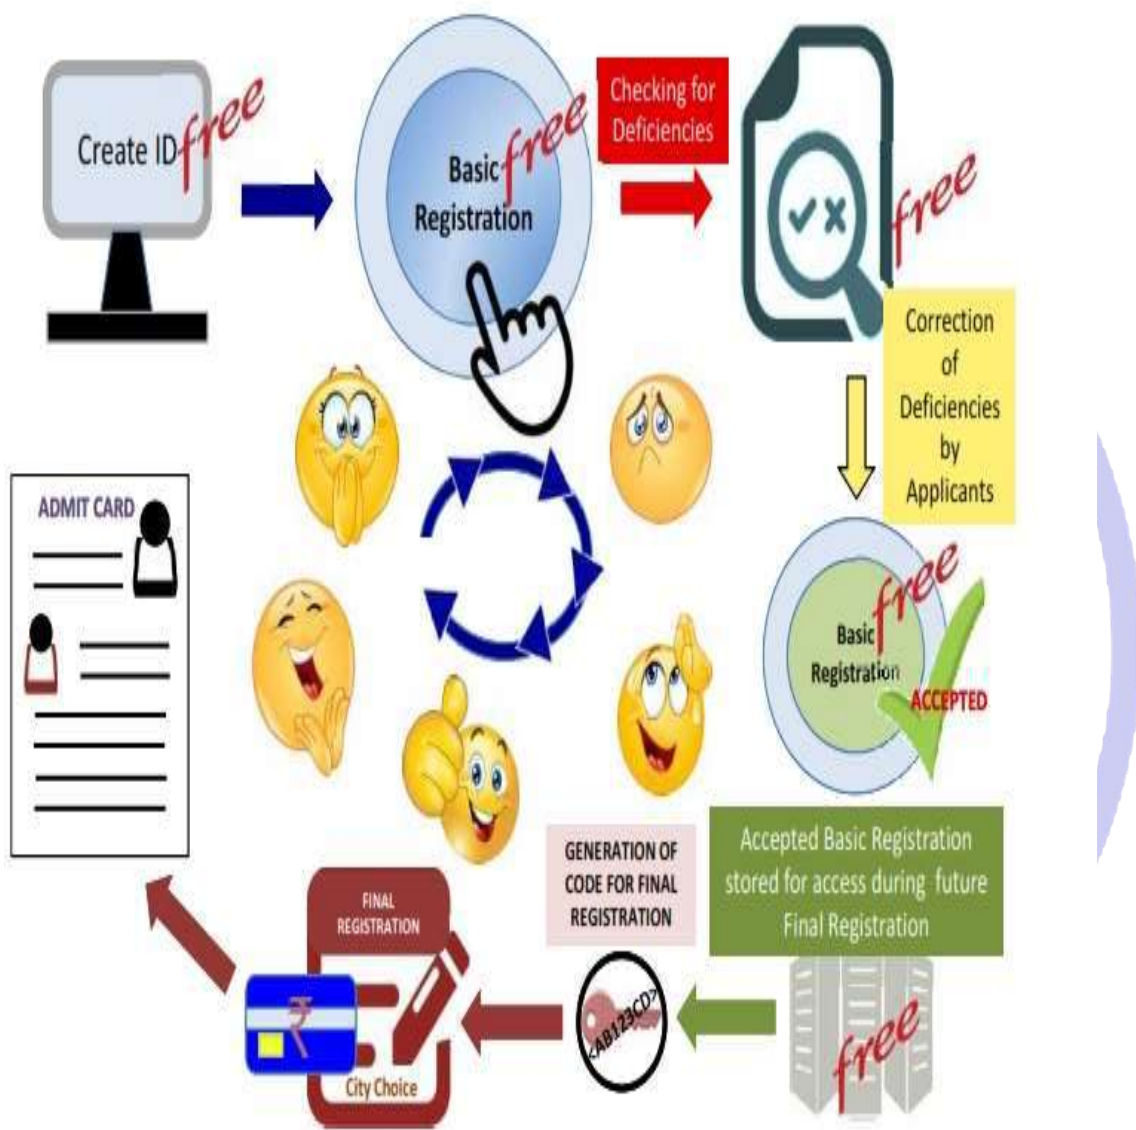 Create ID
free
Basic
Registration
free
Checking for
Deficiencies
free
Correction
of
Deficiencies
by
Applicants
Basic
Registration
free
ACCEPTED
Accepted Basic Registration
stored for access during future
Final Registration
free
GENERATION OF
CODE FOR FINAL
REGISTRATION
<AB123CD>
FINAL
REGISTRATION
₹
City Choice
ADMIT CARD